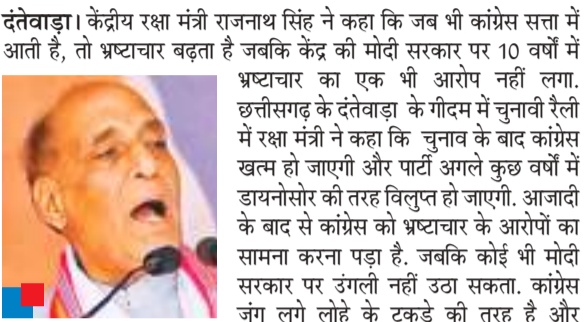 दंतेवाड़ा। केंद्रीय रक्षा मंत्री राजनाथ सिंह ने कहा कि जब भी कांग्रेस सत्ता में
आती है, तो भ्रष्टाचार बढ़ता है जबकि केंद्र की मोदी सरकार पर 10 वर्षों में
भ्रष्टाचार का एक भी आरोप नहीं लगा.
छत्तीसगढ़ के दंतेवाड़ा के गीदम में चुनावी रैली
में रक्षा मंत्री ने कहा कि चुनाव के बाद कांग्रेस
खत्म हो जाएगी और पार्टी अगले कुछ वर्षों में
डायनोसोर की तरह विलुप्त हो जाएगी. आजादी
के बाद से कांग्रेस को भ्रष्टाचार के आरोपों का
सामना करना पड़ा है. जबकि कोई भी मोदी
सरकार पर उंगली नहीं उठा सकता. कांग्रेस
जंग लगे लोहे के टुकड़े की तरह है और